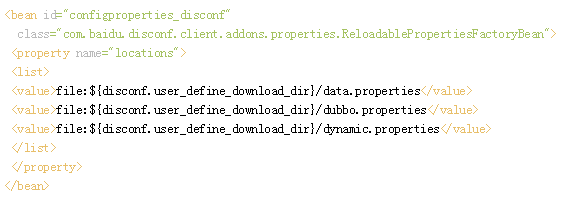 <bean id="configproperties_disconf"
class="com.baidu.disconf.client.addons.properties.ReloadablePropertiesFactoryBean">
<property name="locations">
<list>
<value>file:${disconf.user_define_download_dir}/data.properties</value>
<value>file:${disconf.user_define_download_dir}/dubbo.properties</value>
<value>file:${disconf.user_define_download_dir}/dynamic.properties</value>
</list>
</property>
</bean>